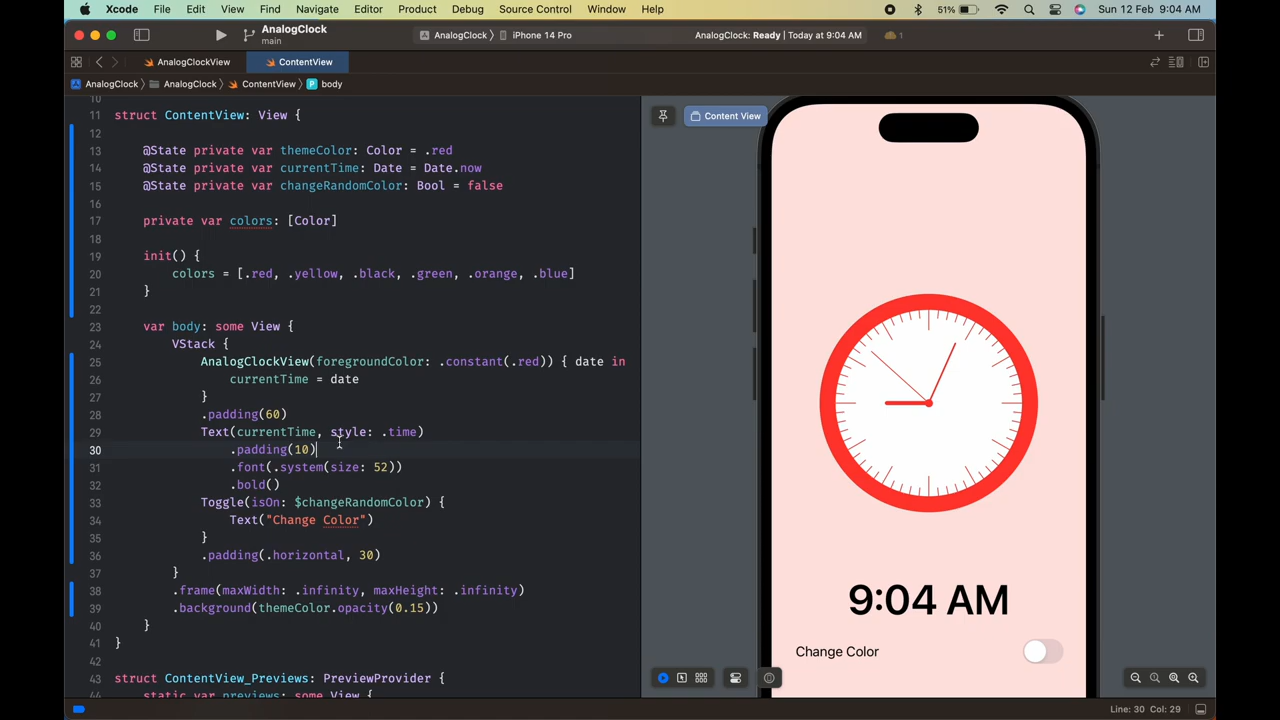 Xcode File Edit View Find Navigate Editor Product Debug Source Control Window Help 51% Sun 12 Feb 9:04 AM
AnalogClock
main
AnalogClock iPhone 14 Pro AnalogClock: Ready | Today at 9:04 AM 1
AnalogClockView ContentView
AnalogClock AnalogClock ContentView P body
10
11 struct ContentView: View {
12
13 @State private var themeColor: Color = .red
14 @State private var currentTime: Date = Date.now
15 @State private var changeRandomColor: Bool = false
16
17 private var colors: [Color]
18
19 init() {
20 colors = [.red, .yellow, .black, .green, .orange, .blue]
21 }
22
23 var body: some View {
24 VStack {
25 AnalogClockView(foregroundColor: .constant(.red)) { date in
26 currentTime = date
27 }
28 .padding(60)
29 Text(currentTime, style: .time)
30 .padding(10)
31 .font(.system(size: 52))
32 .bold()
33 Toggle(isOn: $changeRandomColor) {
34 Text("Change Color")
35 }
36 .padding(.horizontal, 30)
37 }
38 .frame(maxWidth: .infinity, maxHeight: .infinity)
39 .background(themeColor.opacity(0.15))
40 }
41 }
42
43 struct ContentView_Previews: PreviewProvider {
44 static var previews: some View {
Content View
9:04 AM
Change Color
Line: 30 Col: 29